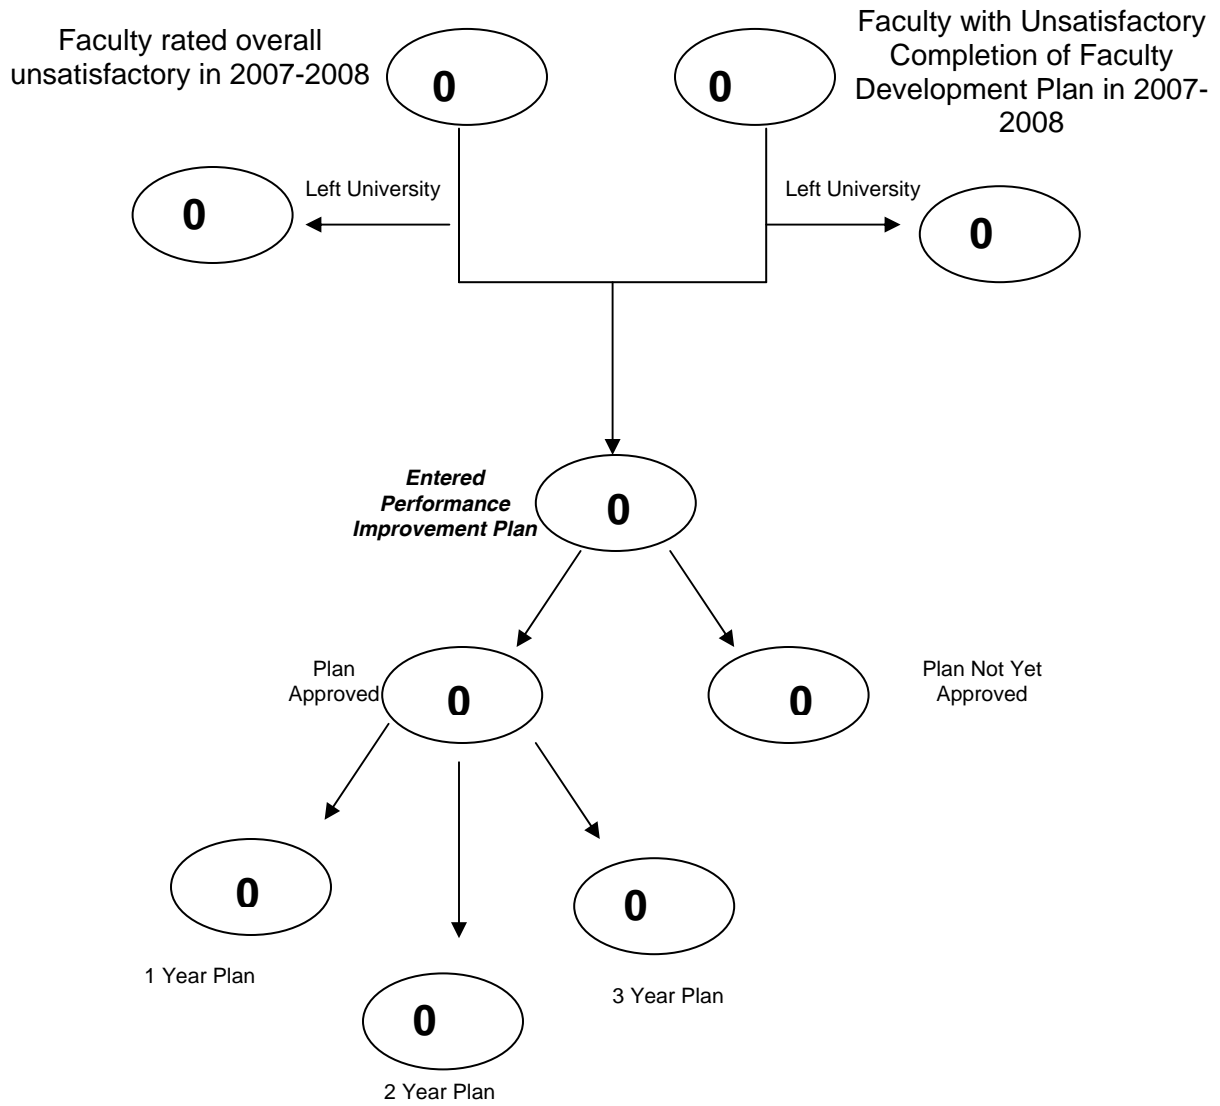 Faculty rated overall
unsatisfactory in 2007-2008
0
0
Faculty with Unsatisfactory
Completion of Faculty
Development Plan in 2007-
2008
0
Left University
Left University
0
Entered
Performance
Improvement Plan
0
Plan
Approved
0
0
Plan Not Yet
Approved
0
1 Year Plan
0
2 Year Plan
0
3 Year Plan